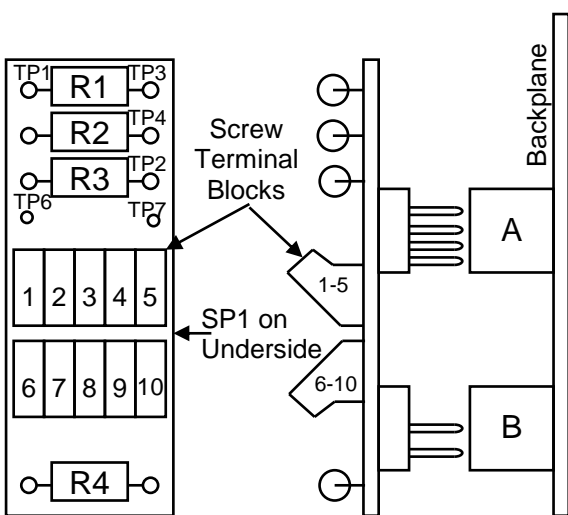 TP1 R1 TP3
R2 TP4
R3 TP2
TP6 TP7
Screw
Terminal
Blocks
1 2 3 4 5
SP1 on
Underside
6 7 8 9 10
R4
1-5
6-10
A
B
Backplane